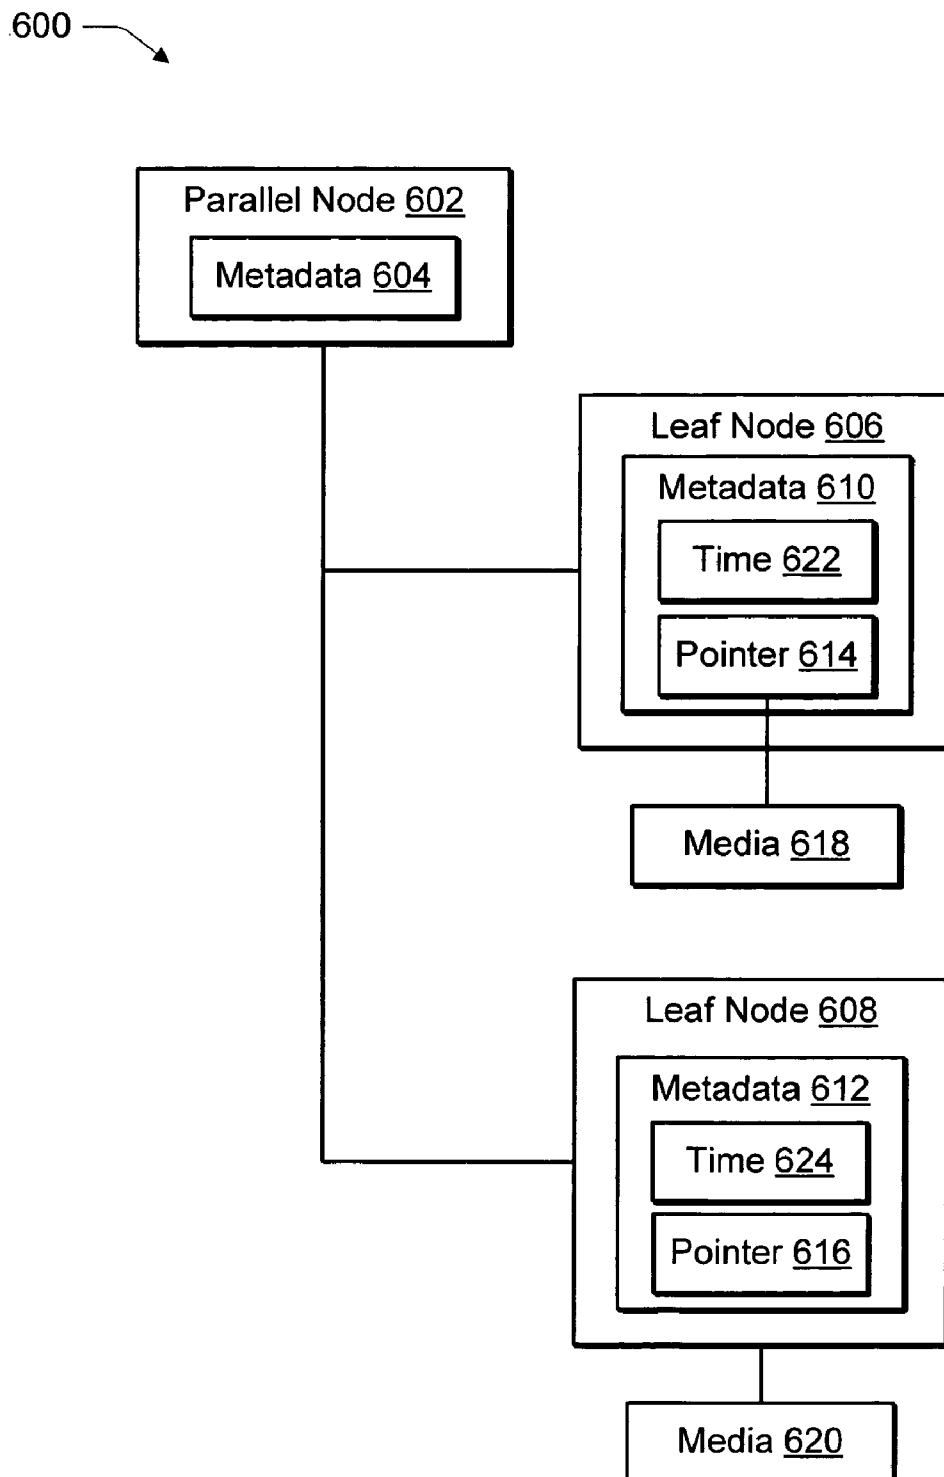 600
Parallel Node 602
Metadata 604
Leaf Node 606
Metadata 610
Time 622
Pointer 614
Media 618
Leaf Node 608
Metadata 612
Time 624
Pointer 616
Media 620